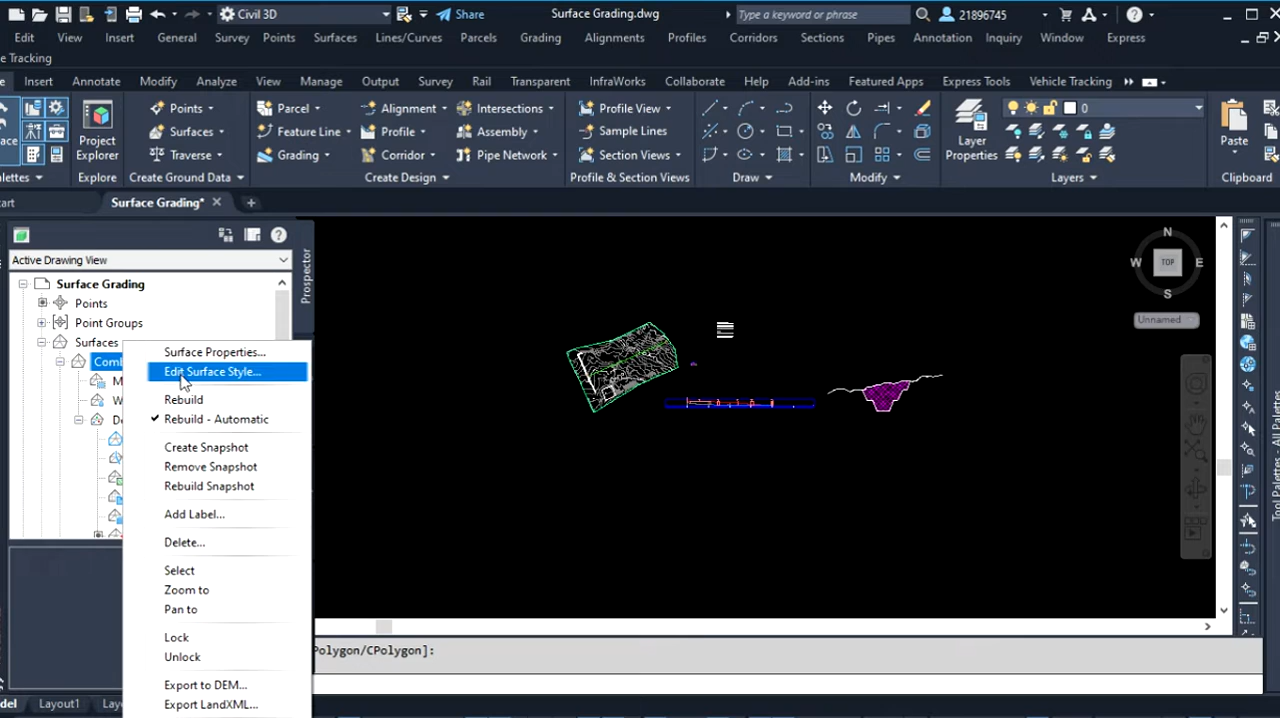 Civil 3D Share Surface Grading.dwg Type a keyword or phrase 21896745
Edit View Insert General Survey Points Surfaces Lines/Curves Parcels Grading Alignments Profiles Corridors Sections Pipes Annotation Inquiry Window Express
e Tracking
e Insert Annotate Modify Analyze View Manage Output Survey Rail Transparent InfraWorks Collaborate Help Add-ins Featured Apps Express Tools Vehicle Tracking
Points Parcel Alignment Intersections Profile View 0
Surfaces Feature Line Profile Assembly Sample Lines
Traverse Grading Corridor Pipe Network Section Views
ace Project Explorer Layer Properties Paste
lettes Explore Create Ground Data Create Design Profile & Section Views Draw Modify Layers Clipboard
tart Surface Grading*
Active Drawing View
Surface Grading
Points
Point Groups
Surfaces
Prospector
Surface Properties...
Edit Surface Style...
Rebuild
Rebuild - Automatic
Create Snapshot
Remove Snapshot
Rebuild Snapshot
Add Label...
Delete...
Select
Zoom to
Pan to
Lock
Unlock
Export to DEM...
Export LandXML...
N
W TOP E
S
Unnamed
Tool Palettes - All Palettes
Polygon/CPolygon]:
del Layout1 Lay